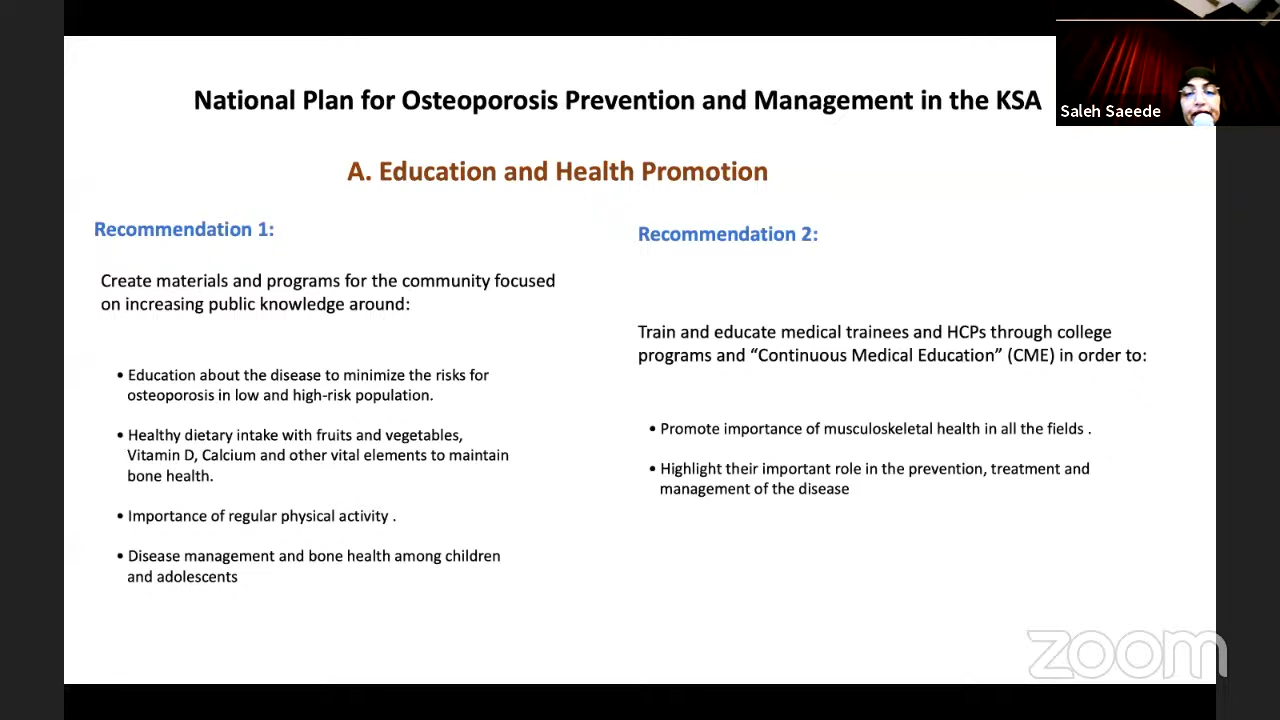 National Plan for Osteoporosis Prevention and Management in the KSA
Saleh Saeede
A. Education and Health Promotion
Recommendation 1:
Create materials and programs for the community focused
on increasing public knowledge around:
• Education about the disease to minimize the risks for
osteoporosis in low and high-risk population.
• Healthy dietary intake with fruits and vegetables,
Vitamin D, Calcium and other vital elements to maintain
bone health.
• Importance of regular physical activity .
• Disease management and bone health among children
and adolescents
Recommendation 2:
Train and educate medical trainees and HCPs through college
programs and “Continuous Medical Education” (CME) in order to:
• Promote importance of musculoskeletal health in all the fields .
• Highlight their important role in the prevention, treatment and
management of the disease
zoom